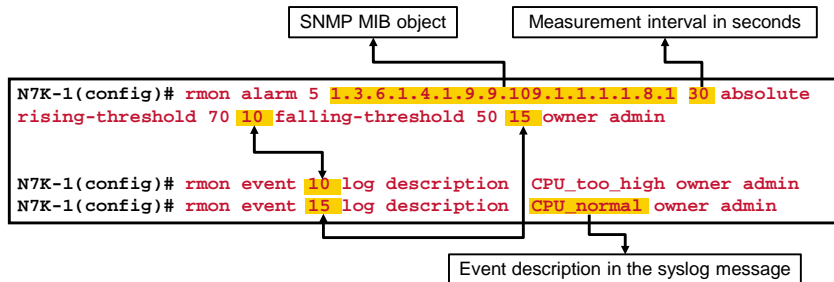 SNMP MIB object
Measurement interval in seconds
N7K-1(config)# rmon alarm 5 1.3.6.1.4.1.9.9.109.1.1.1.1.8.1 30 absolute
rising-threshold 70 10 falling-threshold 50 15 owner admin
N7K-1(config)# rmon event 10 log description CPU_too_high owner admin
N7K-1(config)# rmon event 15 log description CPU_normal owner admin
Event description in the syslog message